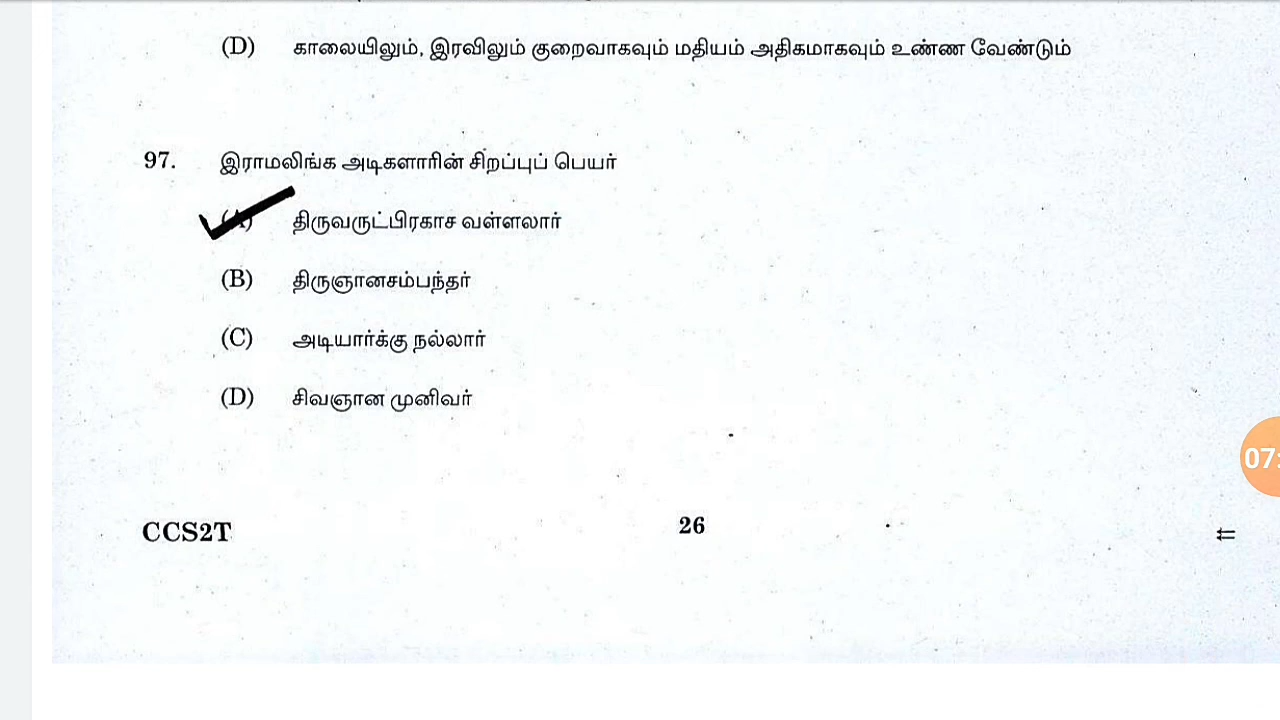 (D) காலையிலும், இரவிலும் குறைவாகவும் மதியம் அதிகமாகவும் உண்ண வேண்டும்
97. இராமலிங்க அடிகளாரின் சிறப்புப் பெயர்
(A) திருவருட்பிரகாச வள்ளலார்
(B) திருஞானசம்பந்தர்
(C) அடியார்க்கு நல்லார்
(D) சிவஞான முனிவர்
07:
CCS2T 26 ⇇